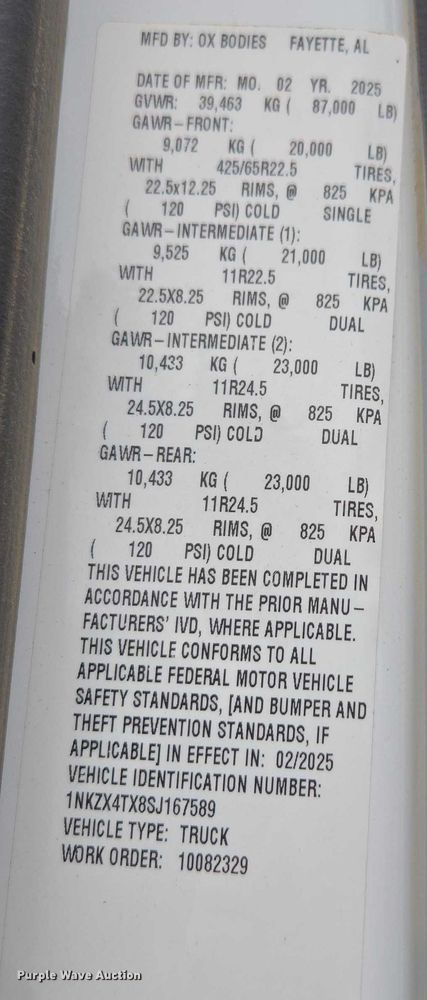 MFD BY: OX BODIES FAYETTE, AL
DATE OF MFR: MO. 02 YR. 2025
GVWR: 39,463 KG ( 87,000 LB)
GAWR-FRONT:
9,072 KG ( 20,000 LB)
WITH 425/65R22.5 TIRES,
22.5x12.25 RIMS, @ 825 KPA
( 120 PSI) COLD SINGLE
GAWR-INTERMEDIATE (1):
9,525 KG ( 21,000 LB)
WITH 11R22.5 TIRES,
22.5X8.25 RIMS, @ 825 KPA
( 120 PSI) COLD DUAL
GAWR-INTERMEDIATE (2):
10,433 KG ( 23,000 LB)
WITH 11R24.5 TIRES,
24.5X8.25 RIMS, @ 825 KPA
( 120 PSI) COLD DUAL
GAWR-REAR:
10,433 KG ( 23,000 LB)
WITH 11R24.5 TIRES,
24.5X8.25 RIMS, @ 825 KPA
( 120 PSI) COLD DUAL
THIS VEHICLE HAS BEEN COMPLETED IN
ACCORDANCE WITH THE PRIOR MANU-
FACTURERS' IVD, WHERE APPLICABLE.
THIS VEHICLE CONFORMS TO ALL
APPLICABLE FEDERAL MOTOR VEHICLE
SAFETY STANDARDS, [AND BUMPER AND
THEFT PREVENTION STANDARDS, IF
APPLICABLE] IN EFFECT IN: 02/2025
VEHICLE IDENTIFICATION NUMBER:
1NKZX4TX8SJ167589
VEHICLE TYPE: TRUCK
WORK ORDER: 10082329
Purple Wave Auction